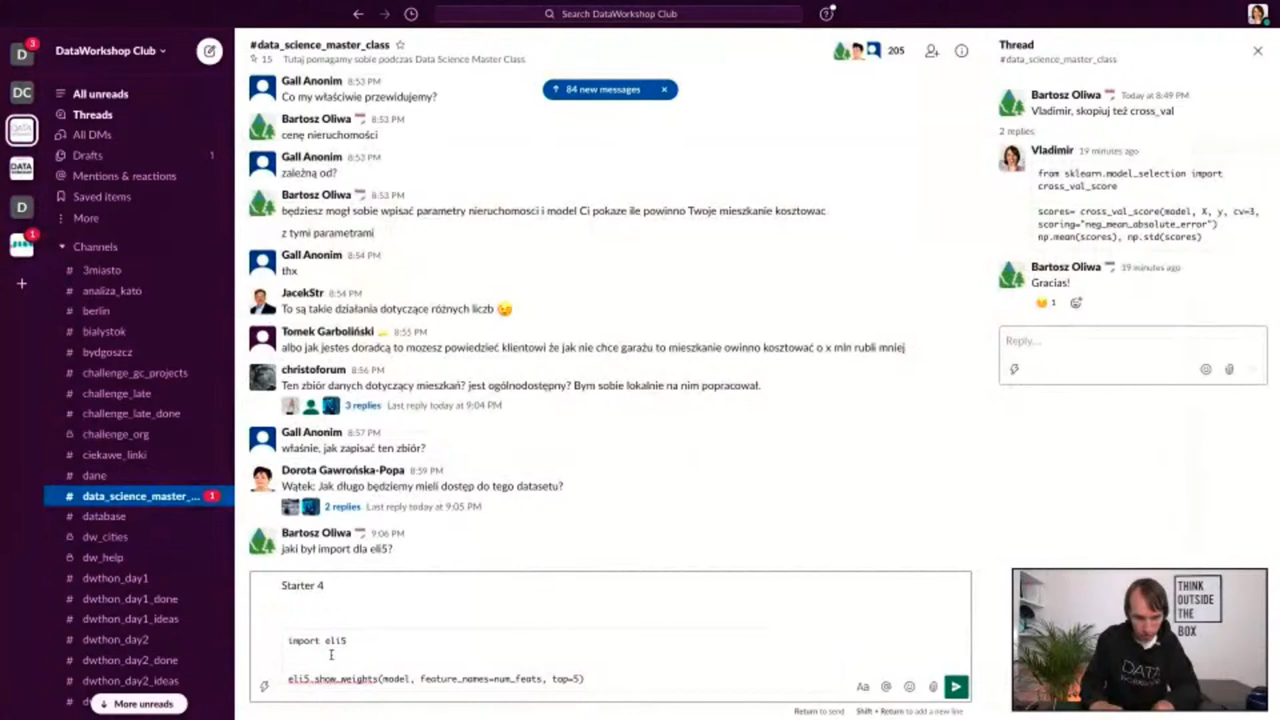 Search DataWorkshop Club
D
3
DC
DATA
D
1
DataWorkshop Club
All unreads
Threads
All DMs
Drafts 1
Mentions & reactions
Saved items
More
Channels
# 3miasto
# analiza_kato
# berlin
# bialystok
# bydgoszcz
# challenge_gc_projects
# challenge_late
# challenge_late_done
challenge_org
# ciekawe_linki
# dane
# data_science_master_... 1
# database
dw_cities
dw_help
# dwthon_day1
# dwthon_day1_done
# dwthon_day1_ideas
# dwthon_day2
# dwthon_day2_done
# dwthon_day2_ideas
More unreads
#data_science_master_class
15 Tutaj pomagamy sobie podczas Data Science Master Class
205
84 new messages
Gall Anonim 8:53 PM
Co my właściwie przewidujemy?
Bartosz Oliwa 8:53 PM
cenę nieruchomości
Gall Anonim 8:53 PM
zależną od?
Bartosz Oliwa 8:53 PM
będziesz mogł sobie wpisać parametry nieruchomosci i model Ci pokaze ile powinno Twoje mieszkanie kosztowac
z tymi parametrami
Gall Anonim 8:54 PM
thx
JacekStr 8:54 PM
To są takie działania dotyczące różnych liczb
Tomek Garboliński 8:55 PM
albo jak jestes doradcą to mozesz powiedzieć klientowi że jak nie chce garażu to mieszkanie owinno kosztować o x mln rubli mniej
christoforum 8:56 PM
Ten zbiór danych dotyczący mieszkań? jest ogólnodostępny? Bym sobie lokalnie na nim popracował.
3 replies Last reply today at 9:04 PM
Gall Anonim 8:57 PM
właśnie, jak zapisać ten zbiór?
Dorota Gawrońska-Popa 8:59 PM
Wątek: Jak długo będziemy mieli dostęp do tego datasetu?
2 replies Last reply today at 9:05 PM
Bartosz Oliwa 9:06 PM
jaki był import dla eli5?
Starter 4
import eli5
eli5.show_weights(model, feature_names=num_feats, top=5)
Aa
Return to send Shift + Return to add a new line
Thread
#data_science_master_class
Bartosz Oliwa Today at 8:49 PM
Vladimir, skopiuj też cross_val
2 replies
Vladimir 19 minutes ago
from sklearn.model_selection import
cross_val_score
scores= cross_val_score(model, X, y, cv=3,
scoring="neg_mean_absolute_error")
np.mean(scores), np.std(scores)
Bartosz Oliwa 19 minutes ago
Gracias!
1
Reply...
THINK
OUTSIDE
THE
BOX
DATA